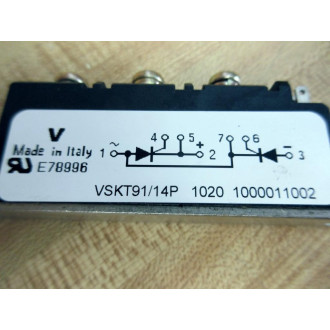 V
Made in Italy
E78996
1 ~ 4 5 + 2 7 6 - 3
VSKT91/14P 1020 1000011002